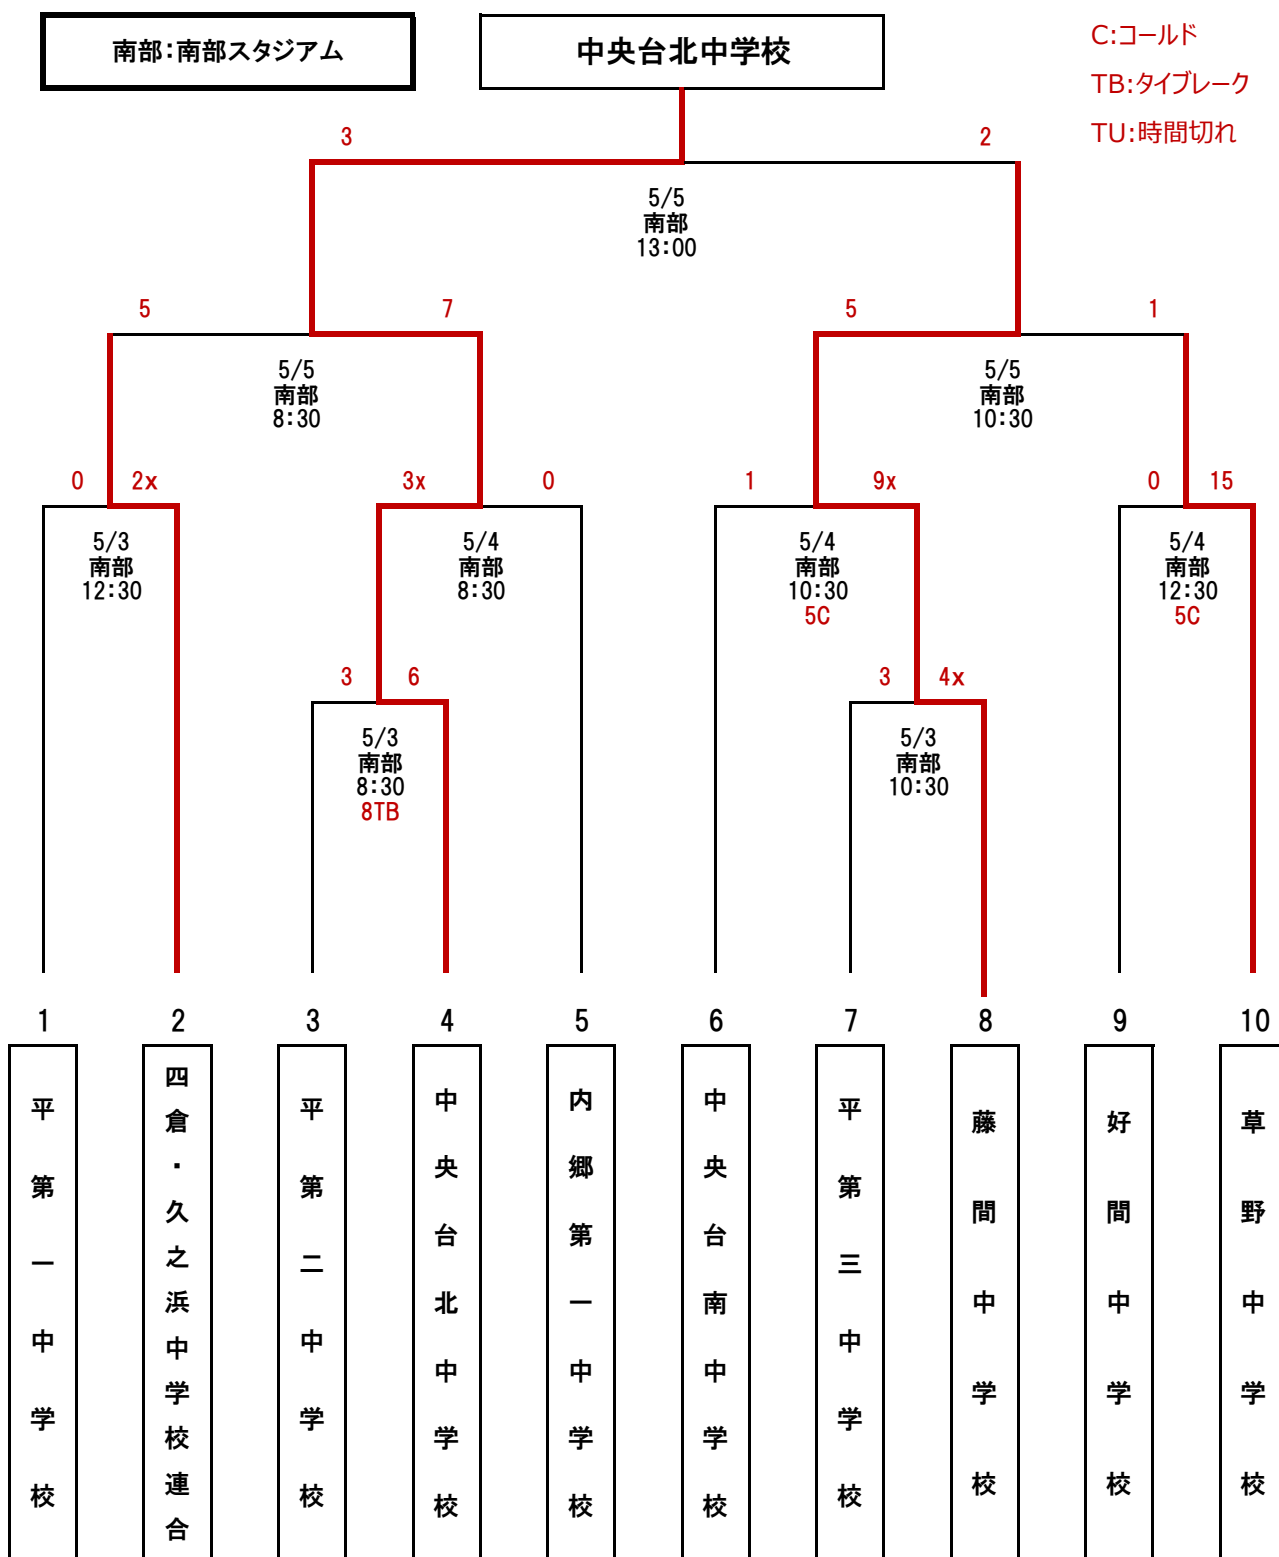 南部：南部スタジアム
中央台北中学校
C:コールド
TB:タイブレーク
TU:時間切れ
3
2
5/5
南部
13：00
5
7
5
1
5/5
南部
8：30
5/5
南部
10：30
0
2x
3x
0
1
9x
0
15
5/3
南部
12：30
5/4
南部
8：30
5/4
南部
10：30
5C
5/4
南部
12：30
5C
3
6
3
4x
5/3
南部
8：30
8TB
5/3
南部
10：30
1
2
3
4
5
6
7
8
9
10
平第一中学校
四倉・久之浜中学校連合
平第二中学校
中央台北中学校
内郷第一中学校
中央台南中学校
平第三中学校
藤間中学校
好間中学校
草野中学校